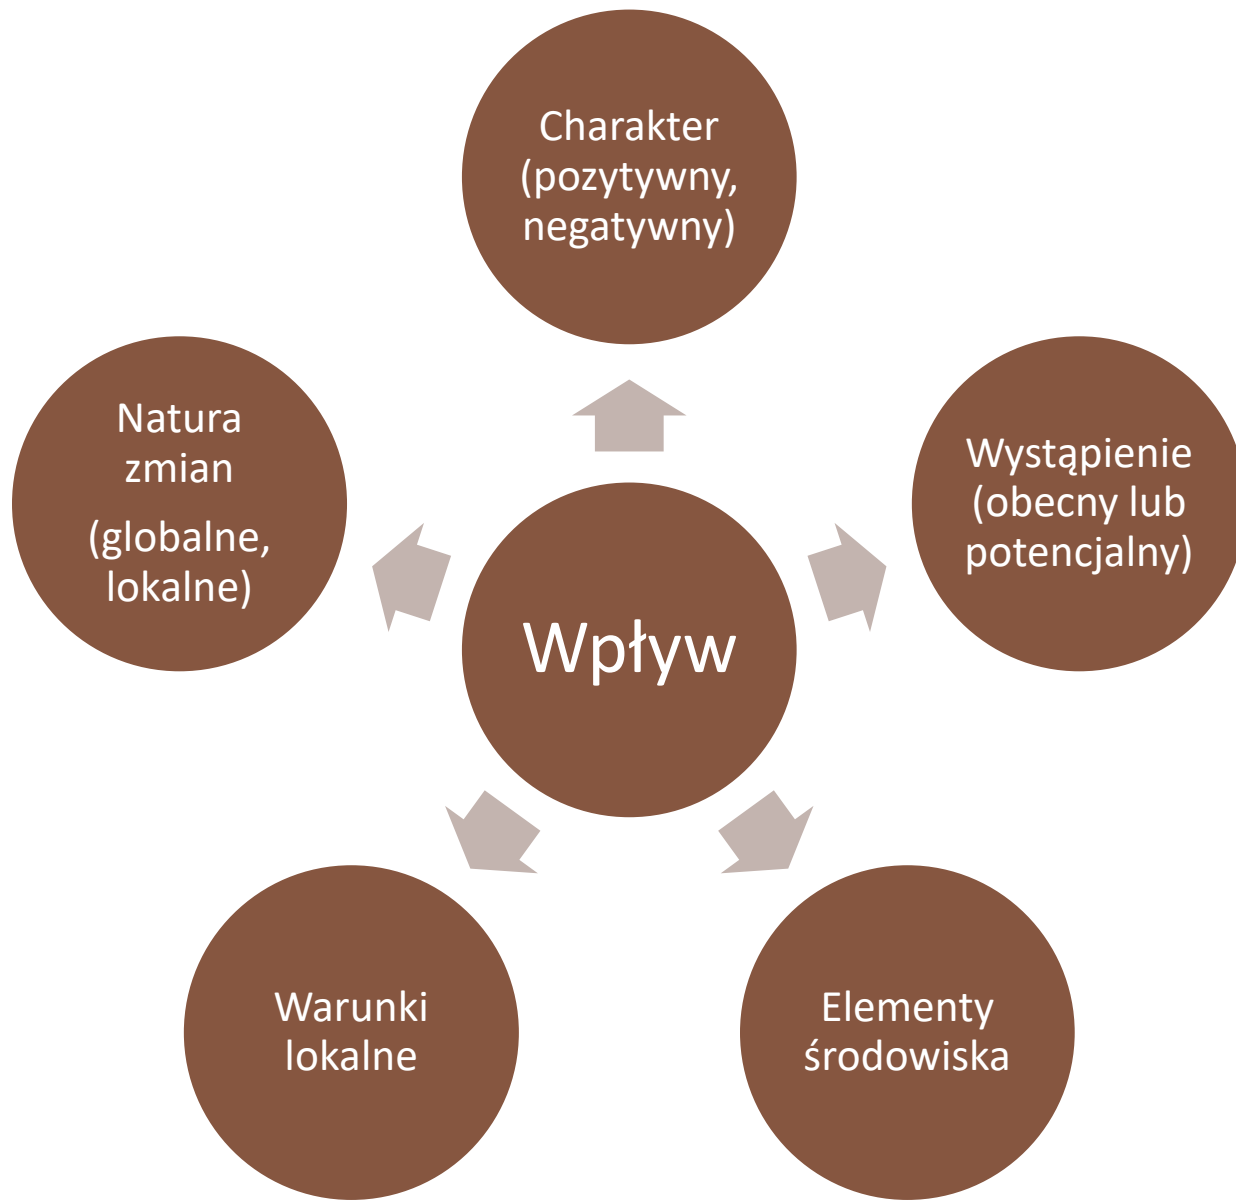 Charakter
(pozytywny,
negatywny)
Natura
zmian
(globalne,
lokalne)
Wystąpienie
(obecny lub
potencjalny)
Wpływ
Warunki
lokalne
Elementy
środowiska